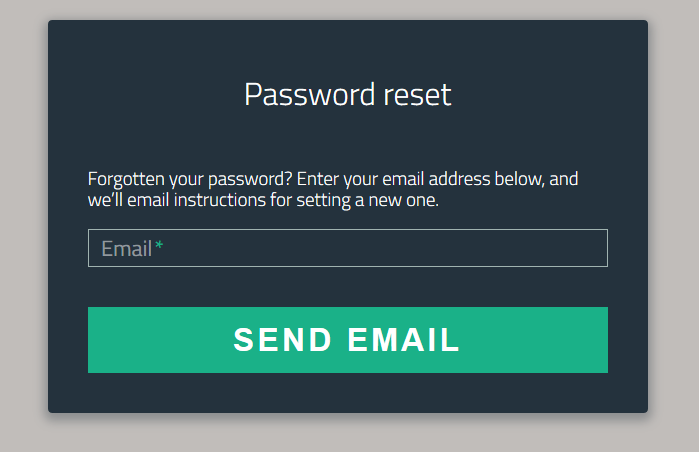 Password reset
Forgotten your password? Enter your email address below, and
we'll email instructions for setting a new one.
Email*
SEND EMAIL